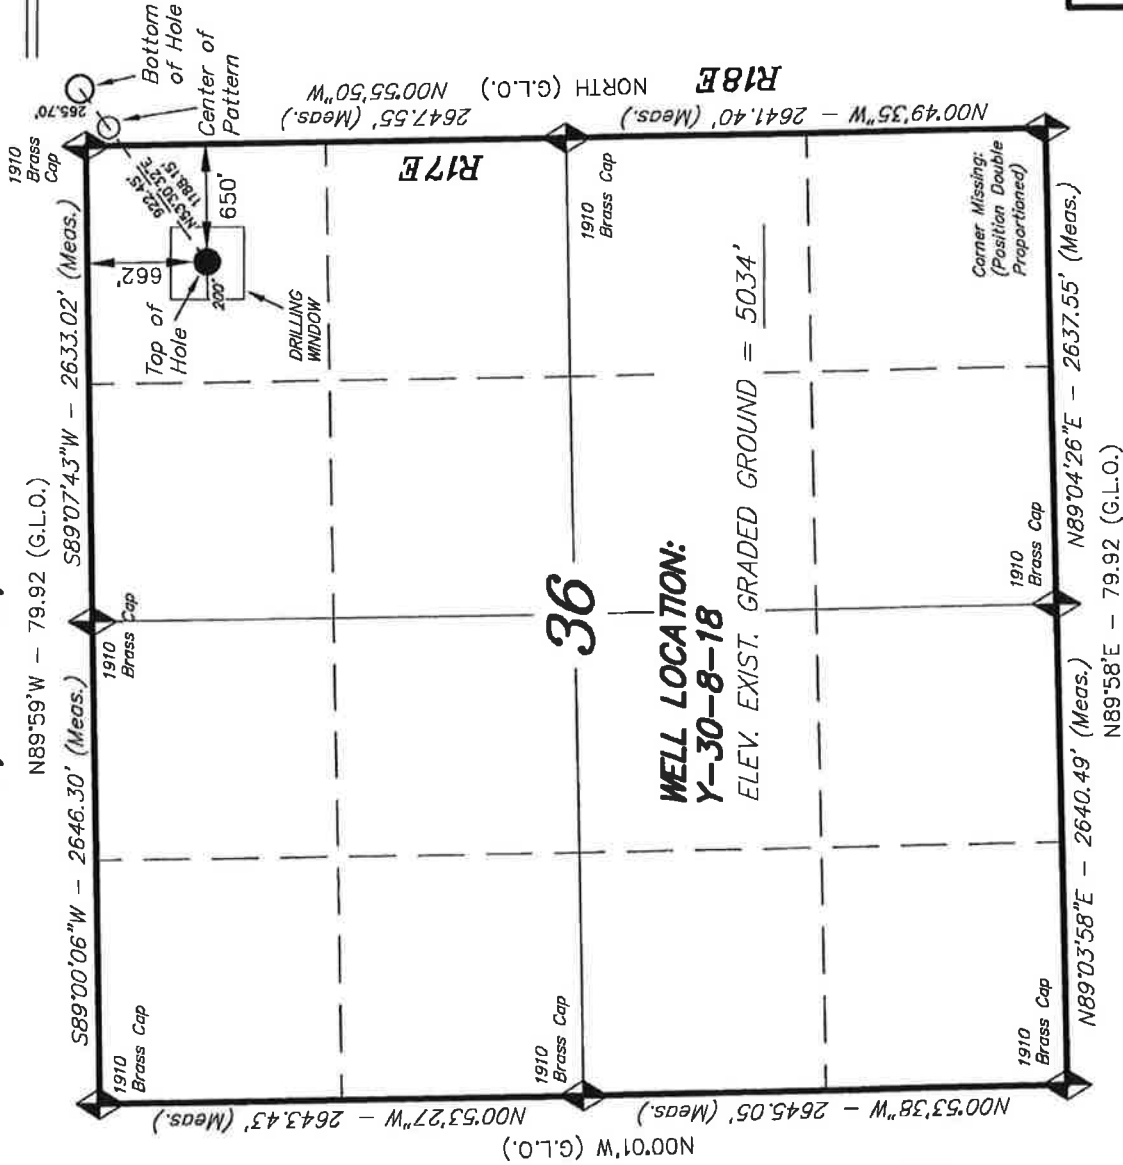 N89°59'W - 79.92 (G.L.O.)
S89°00'06"W - 2646.30' (Meas.)
S89°07'43"W - 2633.02' (Meas.)
1910
Brass
Cap
265.70'
Bottom
of Hole
Center of
Pattern
922.45'
N53°30'32"E
1188.15'
662'
650'
200'
Top of
Hole
DRILLING
WINDOW
1910
Brass Cap
1910
Brass Cap
N00°55'50"W
2647.55' (Meas.)
NORTH (G.L.O.)
R17E
R18E
N00°49'35"W - 2641.40' (Meas.)
1910
Brass Cap
36
WELL LOCATION:
Y-30-8-18
ELEV. EXIST. GRADED GROUND = 5034'
Corner Missing:
(Position Double
Proportioned)
1910
Brass Cap
1910
Brass Cap
1910
Brass Cap
N00°53'27"W - 2643.43' (Meas.)
N00°01'W (G.L.O.)
N00°53'38"W - 2645.05' (Meas.)
N89°03'58"E - 2640.49' (Meas.)
N89°04'26"E - 2637.55' (Meas.)
N89°58'E - 79.92 (G.L.O.)